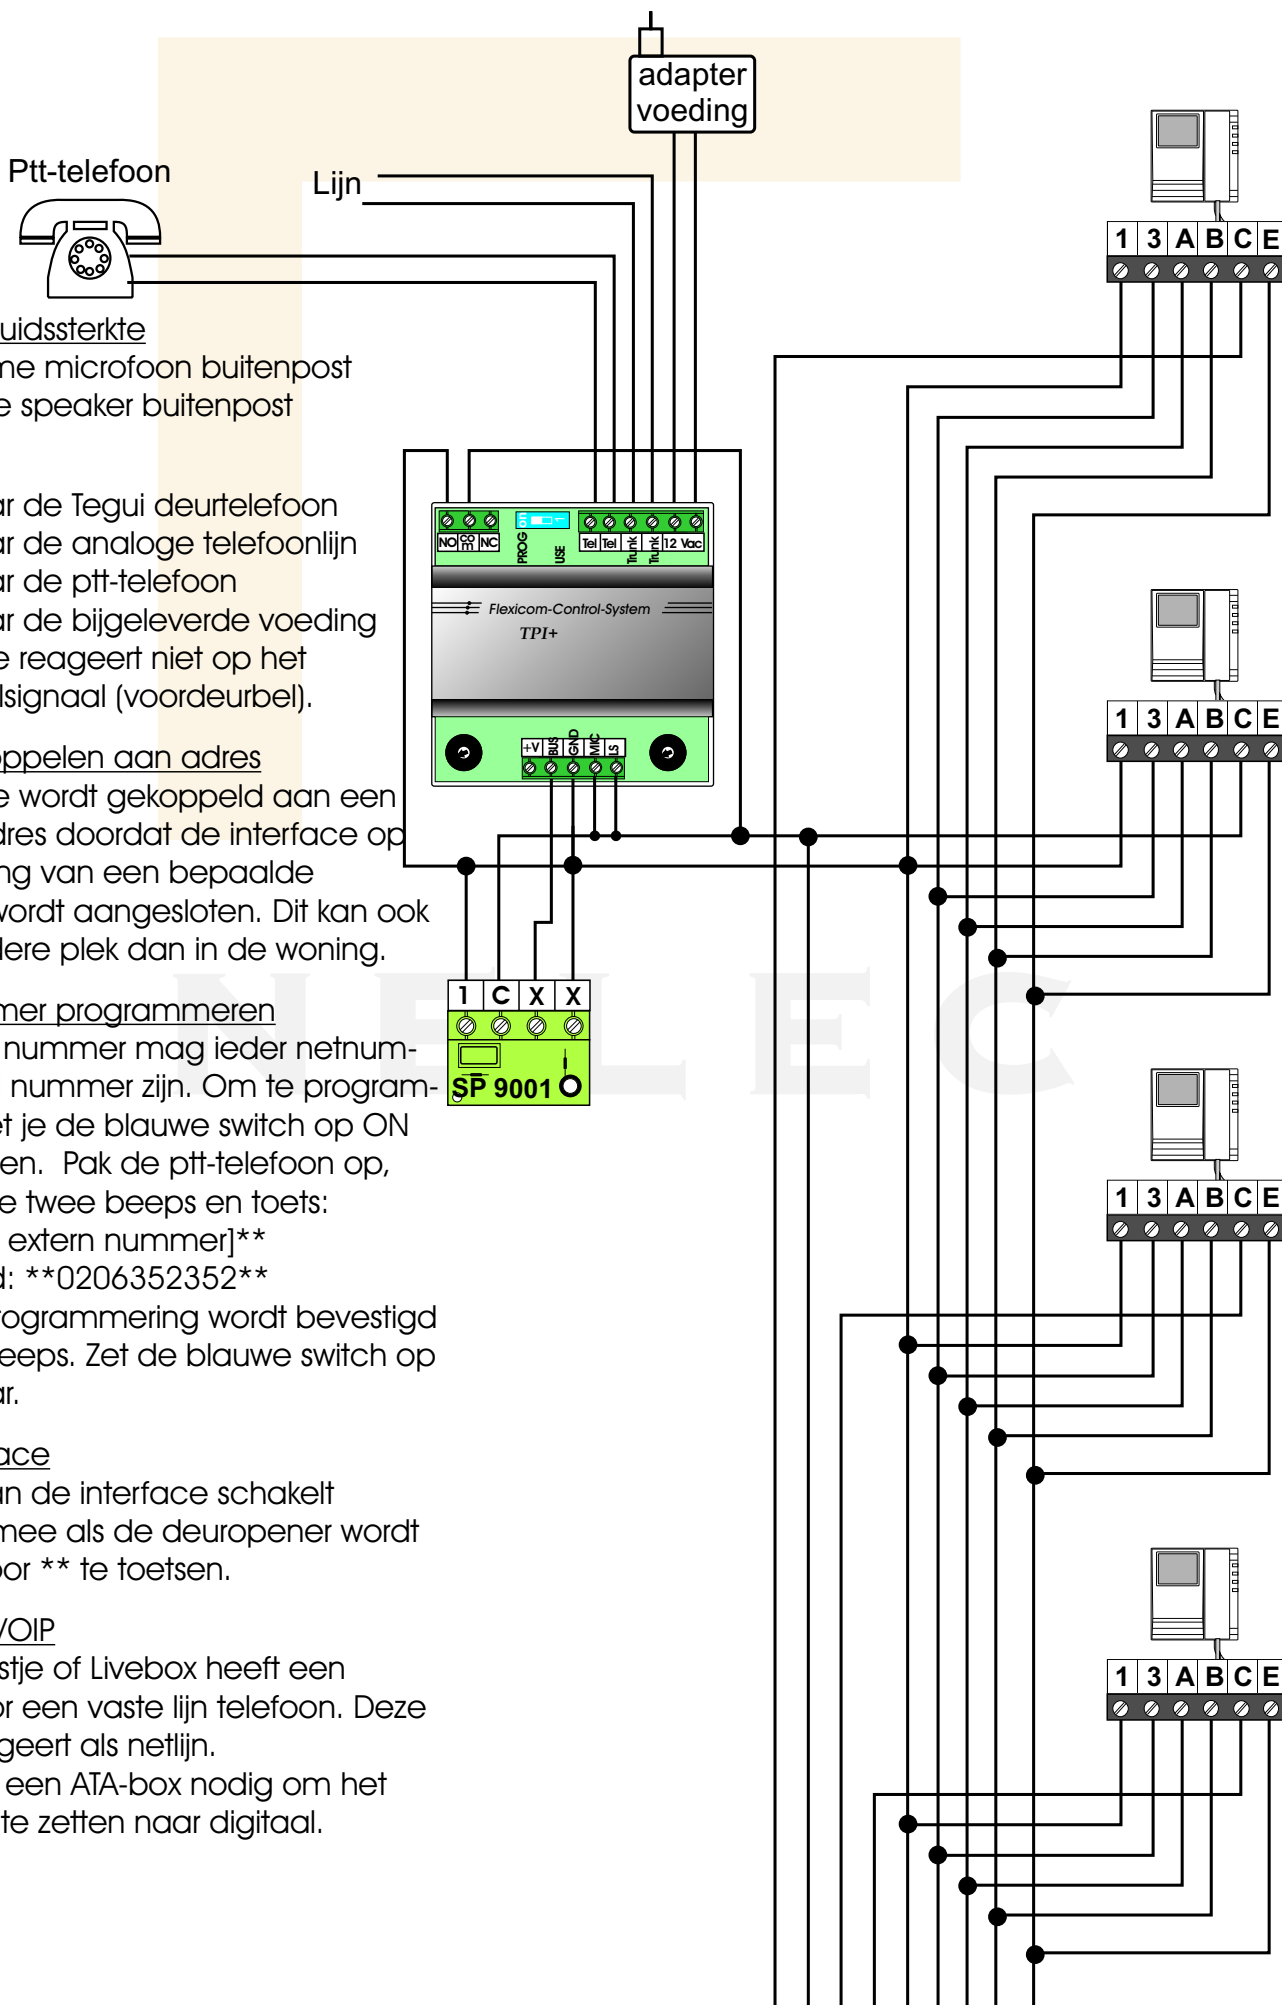 adapter
voeding
Ptt-telefoon
Lijn
1 3 A B C E
uidssterkte
me microfoon buitenpost
e speaker buitenpost
ar de Tegui deurtelefoon
ar de analoge telefoonlijn
ar de ptt-telefoon
ar de bijgeleverde voeding
e reageert niet op het
lsignaal (voordeurbel).
NO com NC
on 1
PROG USE
Tel Tel Trunk Trunk 12 Vac
Flexicom-Control-System
TPI+
+V BUS GND MIC LS
1 3 A B C E
oppelen aan adres
e wordt gekoppeld aan een
dres doordat de interface op
ng van een bepaalde
wordt aangesloten. Dit kan ook
dere plek dan in de woning.
NELEC
1 C X X
SP 9001
mer programmeren
nummer mag ieder netnum-
nummer zijn. Om te program-
et je de blauwe switch op ON
en. Pak de ptt-telefoon op,
e twee beeps en toets:
extern nummer]**
d: **0206352352**
rogrammering wordt bevestigd
eeps. Zet de blauwe switch op
ar.
1 3 A B C E
ace
an de interface schakelt
mee als de deuropener wordt
oor ** te toetsen.
VOIP
stje of Livebox heeft een
or een vaste lijn telefoon. Deze
geert als netlijn.
een ATA-box nodig om het
te zetten naar digitaal.
1 3 A B C E